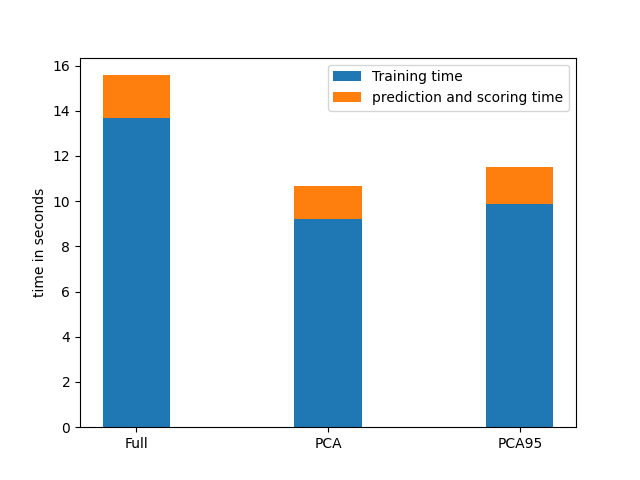 Training time
prediction and scoring time
time in seconds
16
14
12
10
8
6
4
2
0
Full
PCA
PCA95